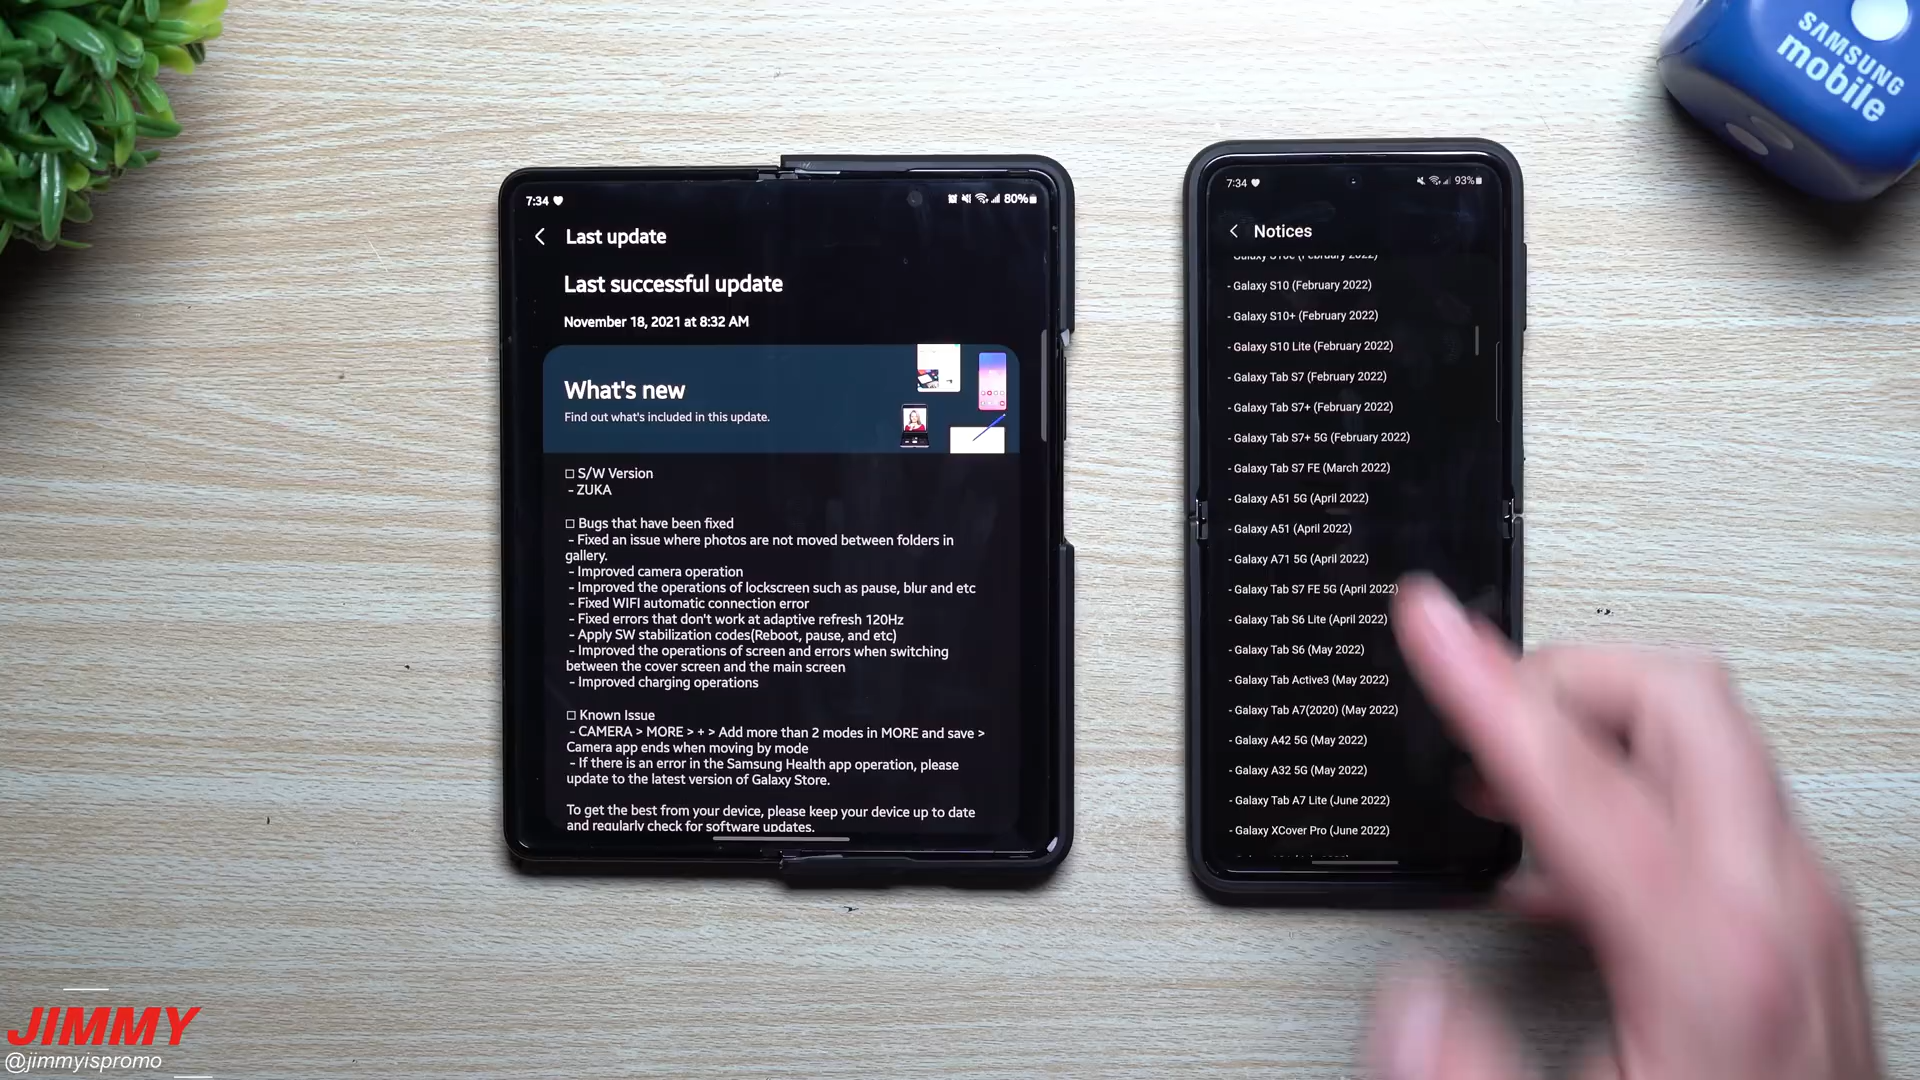 SAMSUNG
mobile
7:34
80%
Last update
Last successful update
November 18, 2021 at 8:32 AM
What's new
Find out what's included in this update.
☐ S/W Version
- ZUKA
☐ Bugs that have been fixed
- Fixed an issue where photos are not moved between folders in
gallery.
- Improved camera operation
- Improved the operations of lockscreen such as pause, blur and etc
- Fixed WIFI automatic connection error
- Fixed errors that don't work at adaptive refresh 120Hz
- Apply SW stabilization codes(Reboot, pause, and etc)
- Improved the operations of screen and errors when switching
between the cover screen and the main screen
- Improved charging operations
☐ Known Issue
- CAMERA > MORE > + > Add more than 2 modes in MORE and save >
Camera app ends when moving by mode
- If there is an error in the Samsung Health app operation, please
update to the latest version of Galaxy Store.
To get the best from your device, please keep your device up to date
and regularly check for software updates.
7:34
93%
Notices
Galaxy S10e (February 2022)
- Galaxy S10 (February 2022)
- Galaxy S10+ (February 2022)
- Galaxy S10 Lite (February 2022)
- Galaxy Tab S7 (February 2022)
- Galaxy Tab S7+ (February 2022)
- Galaxy Tab S7+ 5G (February 2022)
- Galaxy Tab S7 FE (March 2022)
- Galaxy A51 5G (April 2022)
- Galaxy A51 (April 2022)
- Galaxy A71 5G (April 2022)
- Galaxy Tab S7 FE 5G (April 2022)
- Galaxy Tab S6 Lite (April 2022)
- Galaxy Tab S6 (May 2022)
- Galaxy Tab Active3 (May 2022)
- Galaxy Tab A7(2020) (May 2022)
- Galaxy A42 5G (May 2022)
- Galaxy A32 5G (May 2022)
- Galaxy Tab A7 Lite (June 2022)
- Galaxy XCover Pro (June 2022)
JIMMY
@jimmyispromo